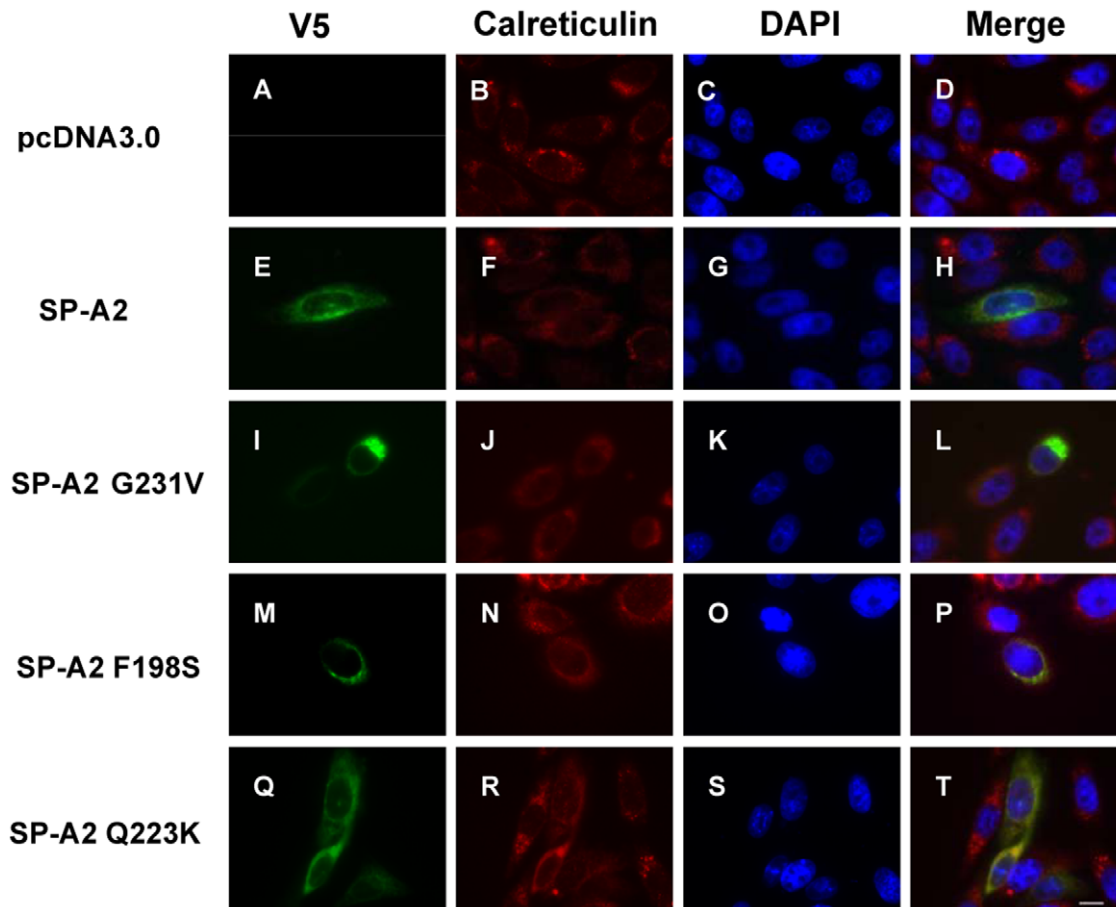 V5 Calreticulin DAPI Merge
pcDNA3.0 A B C D
SP-A2 E F G H
SP-A2 G231V I J K L
SP-A2 F198S M N O P
SP-A2 Q223K Q R S T